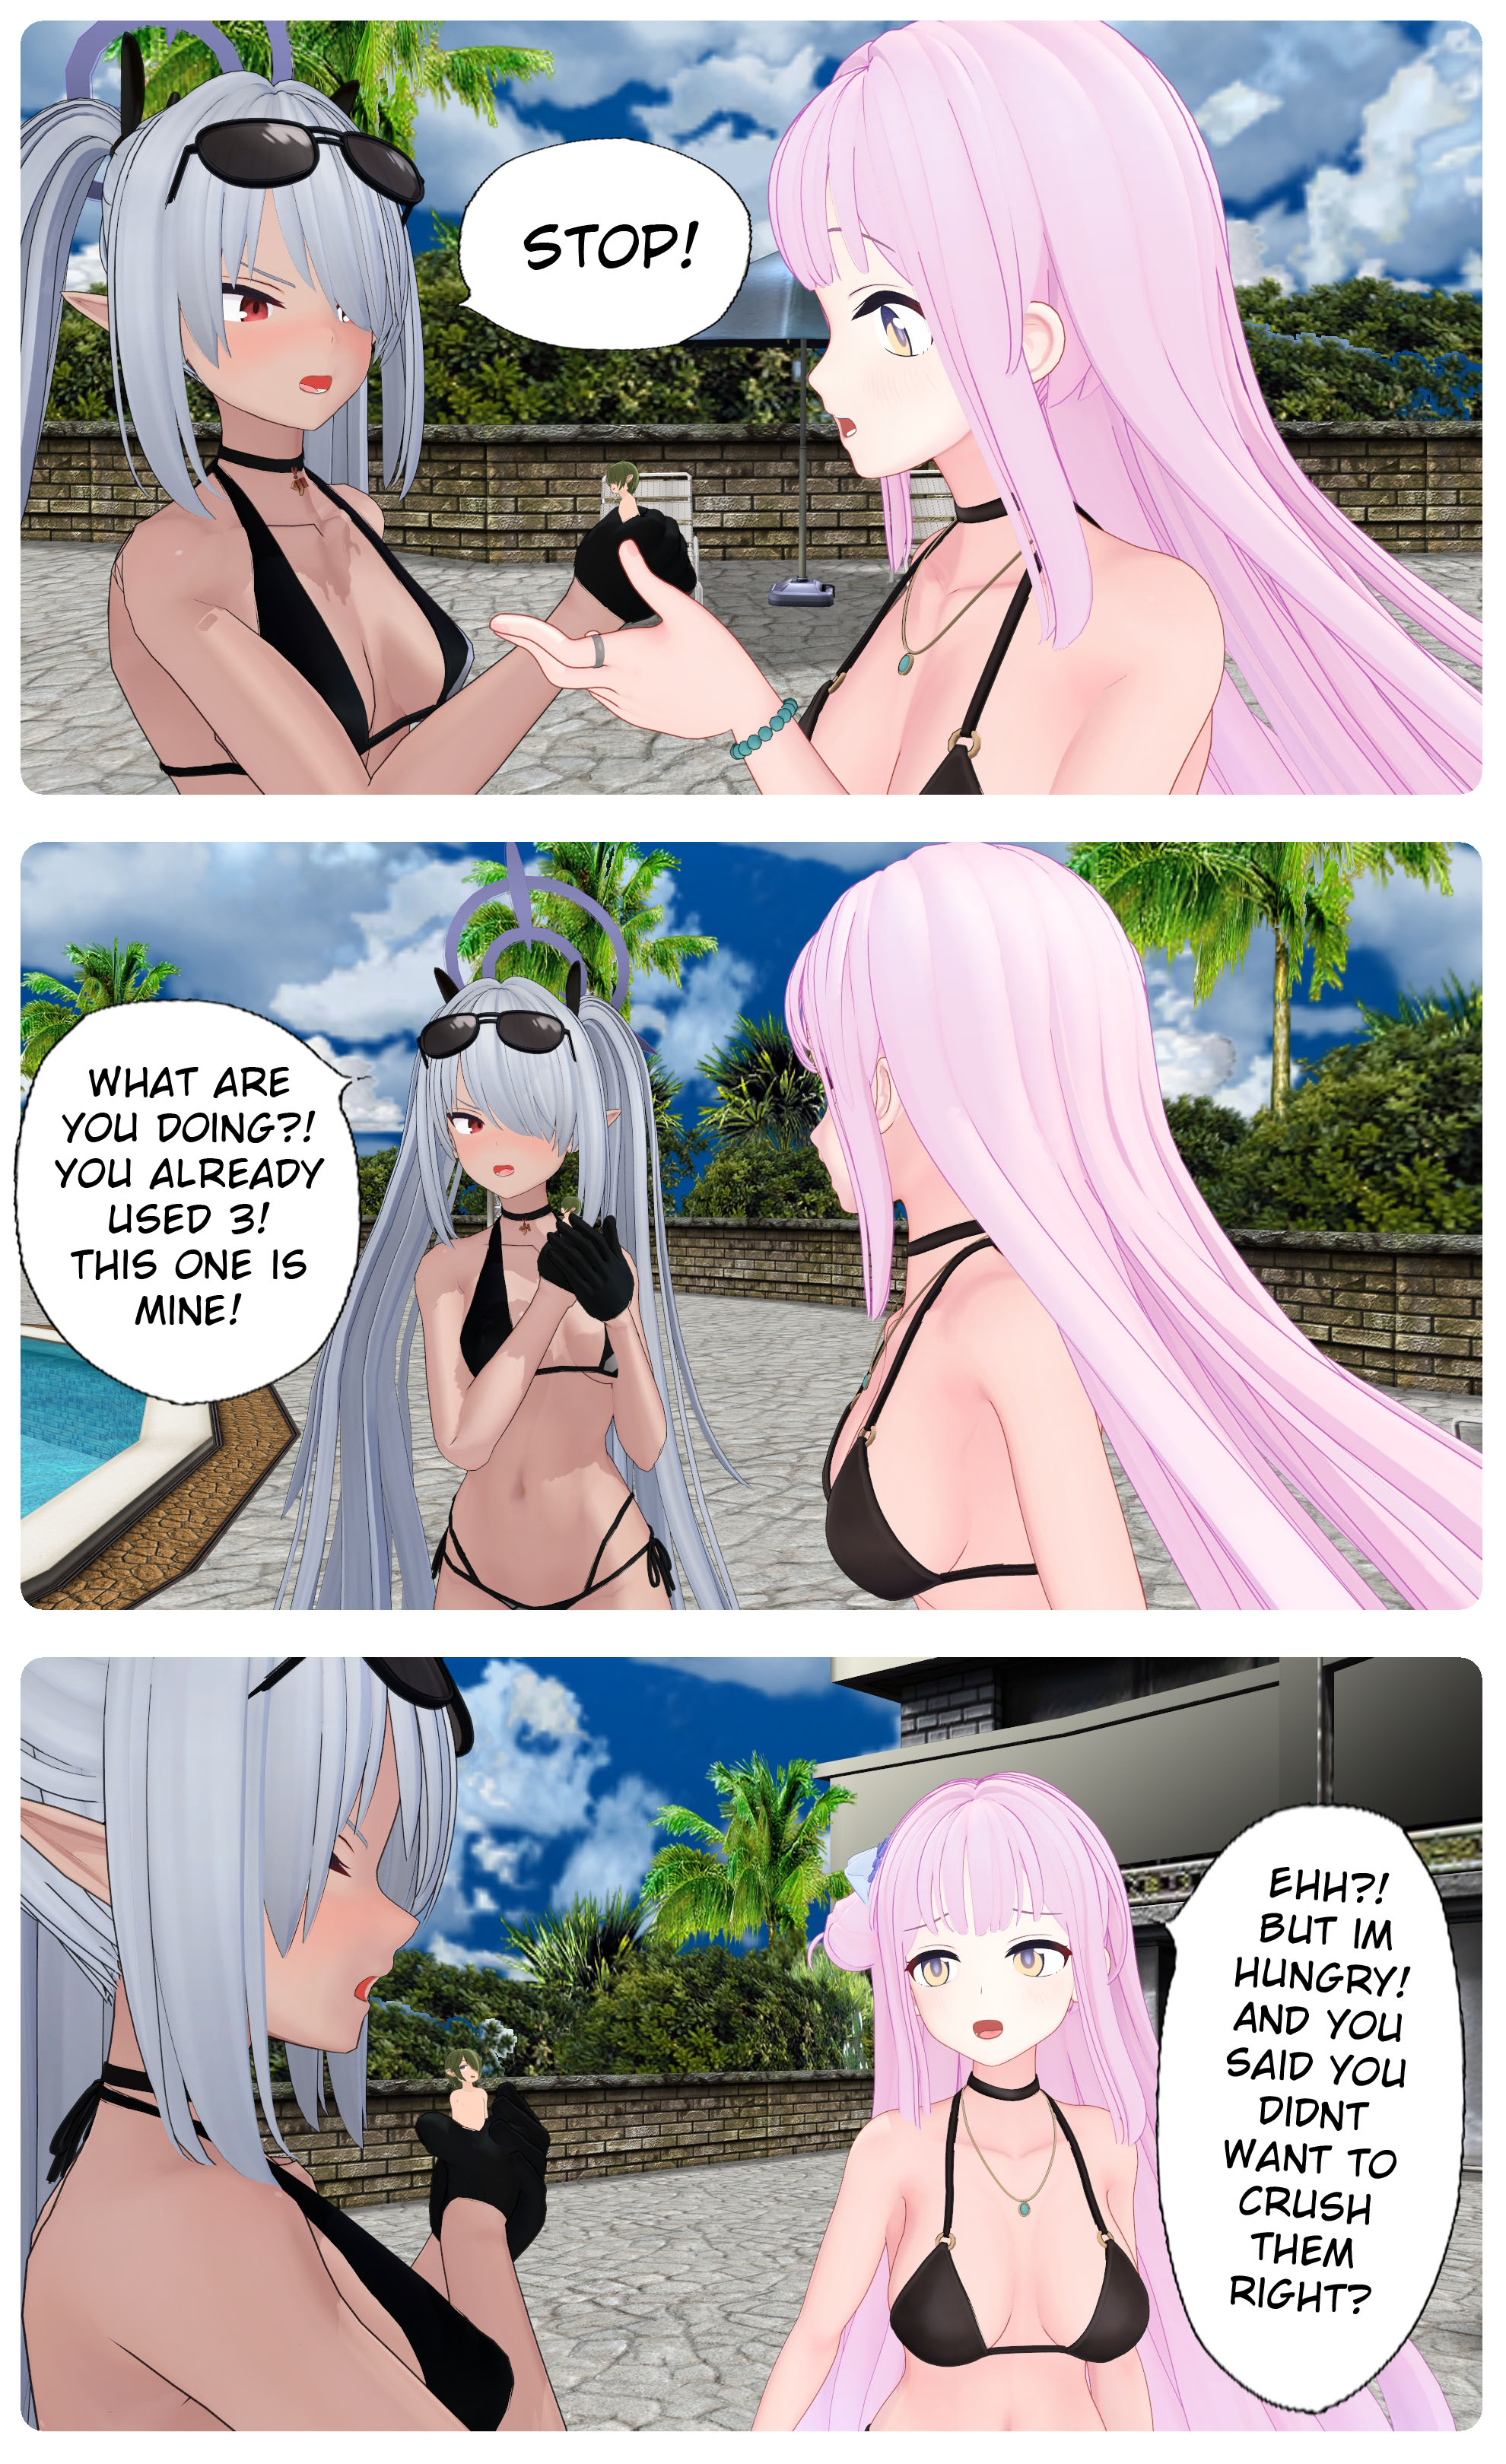 STOP!
WHAT ARE
YOU DOING?!
YOU ALREADY
USED 3!
THIS ONE IS
MINE!
EHH?!
BUT IM
HUNGRY!
AND YOU
SAID YOU
DIDNT
WANT TO
CRUSH
THEM
RIGHT?